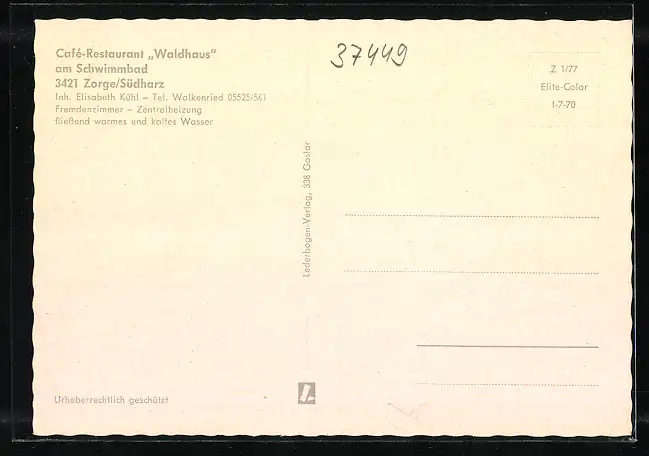 Café-Restaurant „Waldhaus"
am Schwimmbad
3421 Zorge/Südharz
Inh. Elisabeth Kühl – Tel. Walkenried 05525/561
Fremdenzimmer – Zentralheizung
fließend warmes und kaltes Wasser
37449
Z 1/77
Elite-Color
I-7-70
Lederbogen-Verlag, 338 Goslar
Urheberrechtlich geschützt